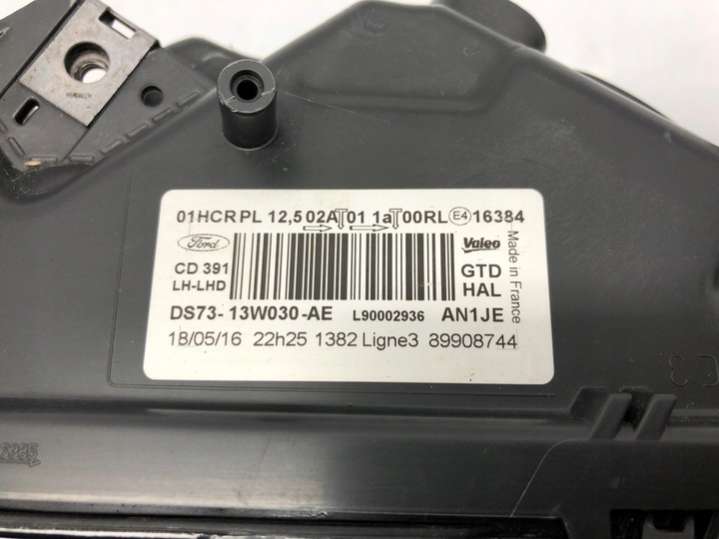 01HCR PL 12,5 02A 01 1a 00RL E4 16384
Ford
Valeo
Made in France
CD 391
GTD
LH-LHD
HAL
DS73-13W030-AE L90002936 AN1JE
18/05/16 22h25 1382 Ligne3 89908744